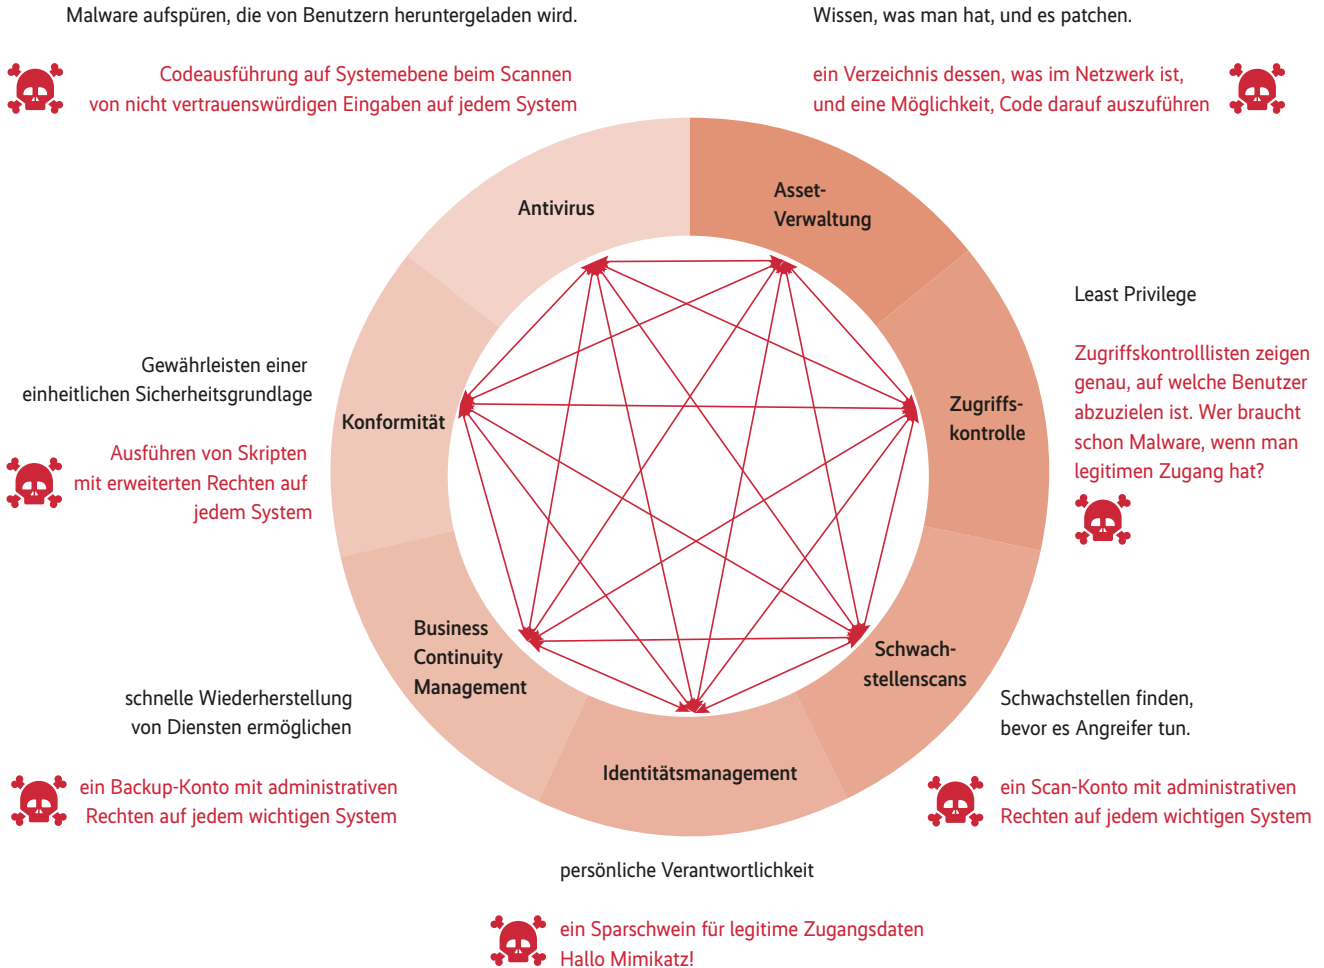 Malware aufspüren, die von Benutzern heruntergeladen wird.
Codeausführung auf Systemebene beim Scannen
von nicht vertrauenswürdigen Eingaben auf jedem System
Wissen, was man hat, und es patchen.
ein Verzeichnis dessen, was im Netzwerk ist,
und eine Möglichkeit, Code darauf auszuführen
Antivirus
Asset-
Verwaltung
Least Privilege
Zugriffskontrolllisten zeigen
genau, auf welche Benutzer
abzuzielen ist. Wer braucht
schon Malware, wenn man
legitimen Zugang hat?
Gewährleisten einer
einheitlichen Sicherheitsgrundlage
Ausführen von Skripten
mit erweiterten Rechten auf
jedem System
Konformität
Zugriffs-
kontrolle
Business
Continuity
Management
Schwach-
stellenscans
schnelle Wiederherstellung
von Diensten ermöglichen
ein Backup-Konto mit administrativen
Rechten auf jedem wichtigen System
Identitätsmanagement
Schwachstellen finden,
bevor es Angreifer tun.
ein Scan-Konto mit administrativen
Rechten auf jedem wichtigen System
persönliche Verantwortlichkeit
ein Sparschwein für legitime Zugangsdaten
Hallo Mimikatz!